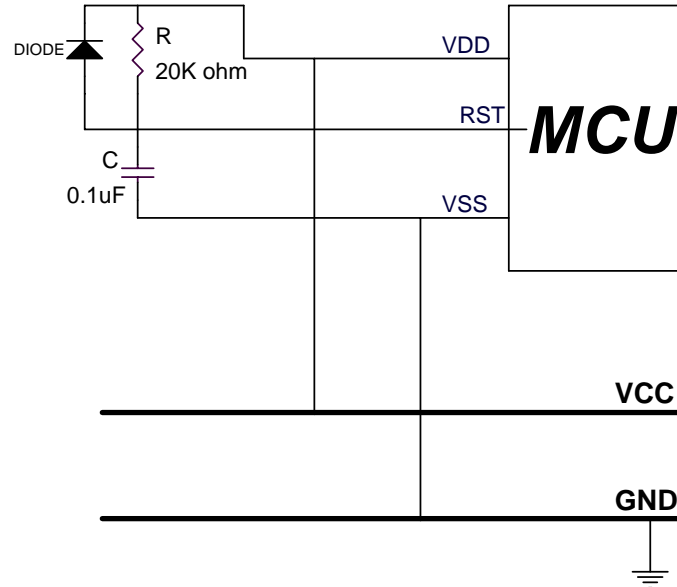 R
VDD
DIODE
20K ohm
RST
MCU
C
0.1uF
VSS
VCC
GND